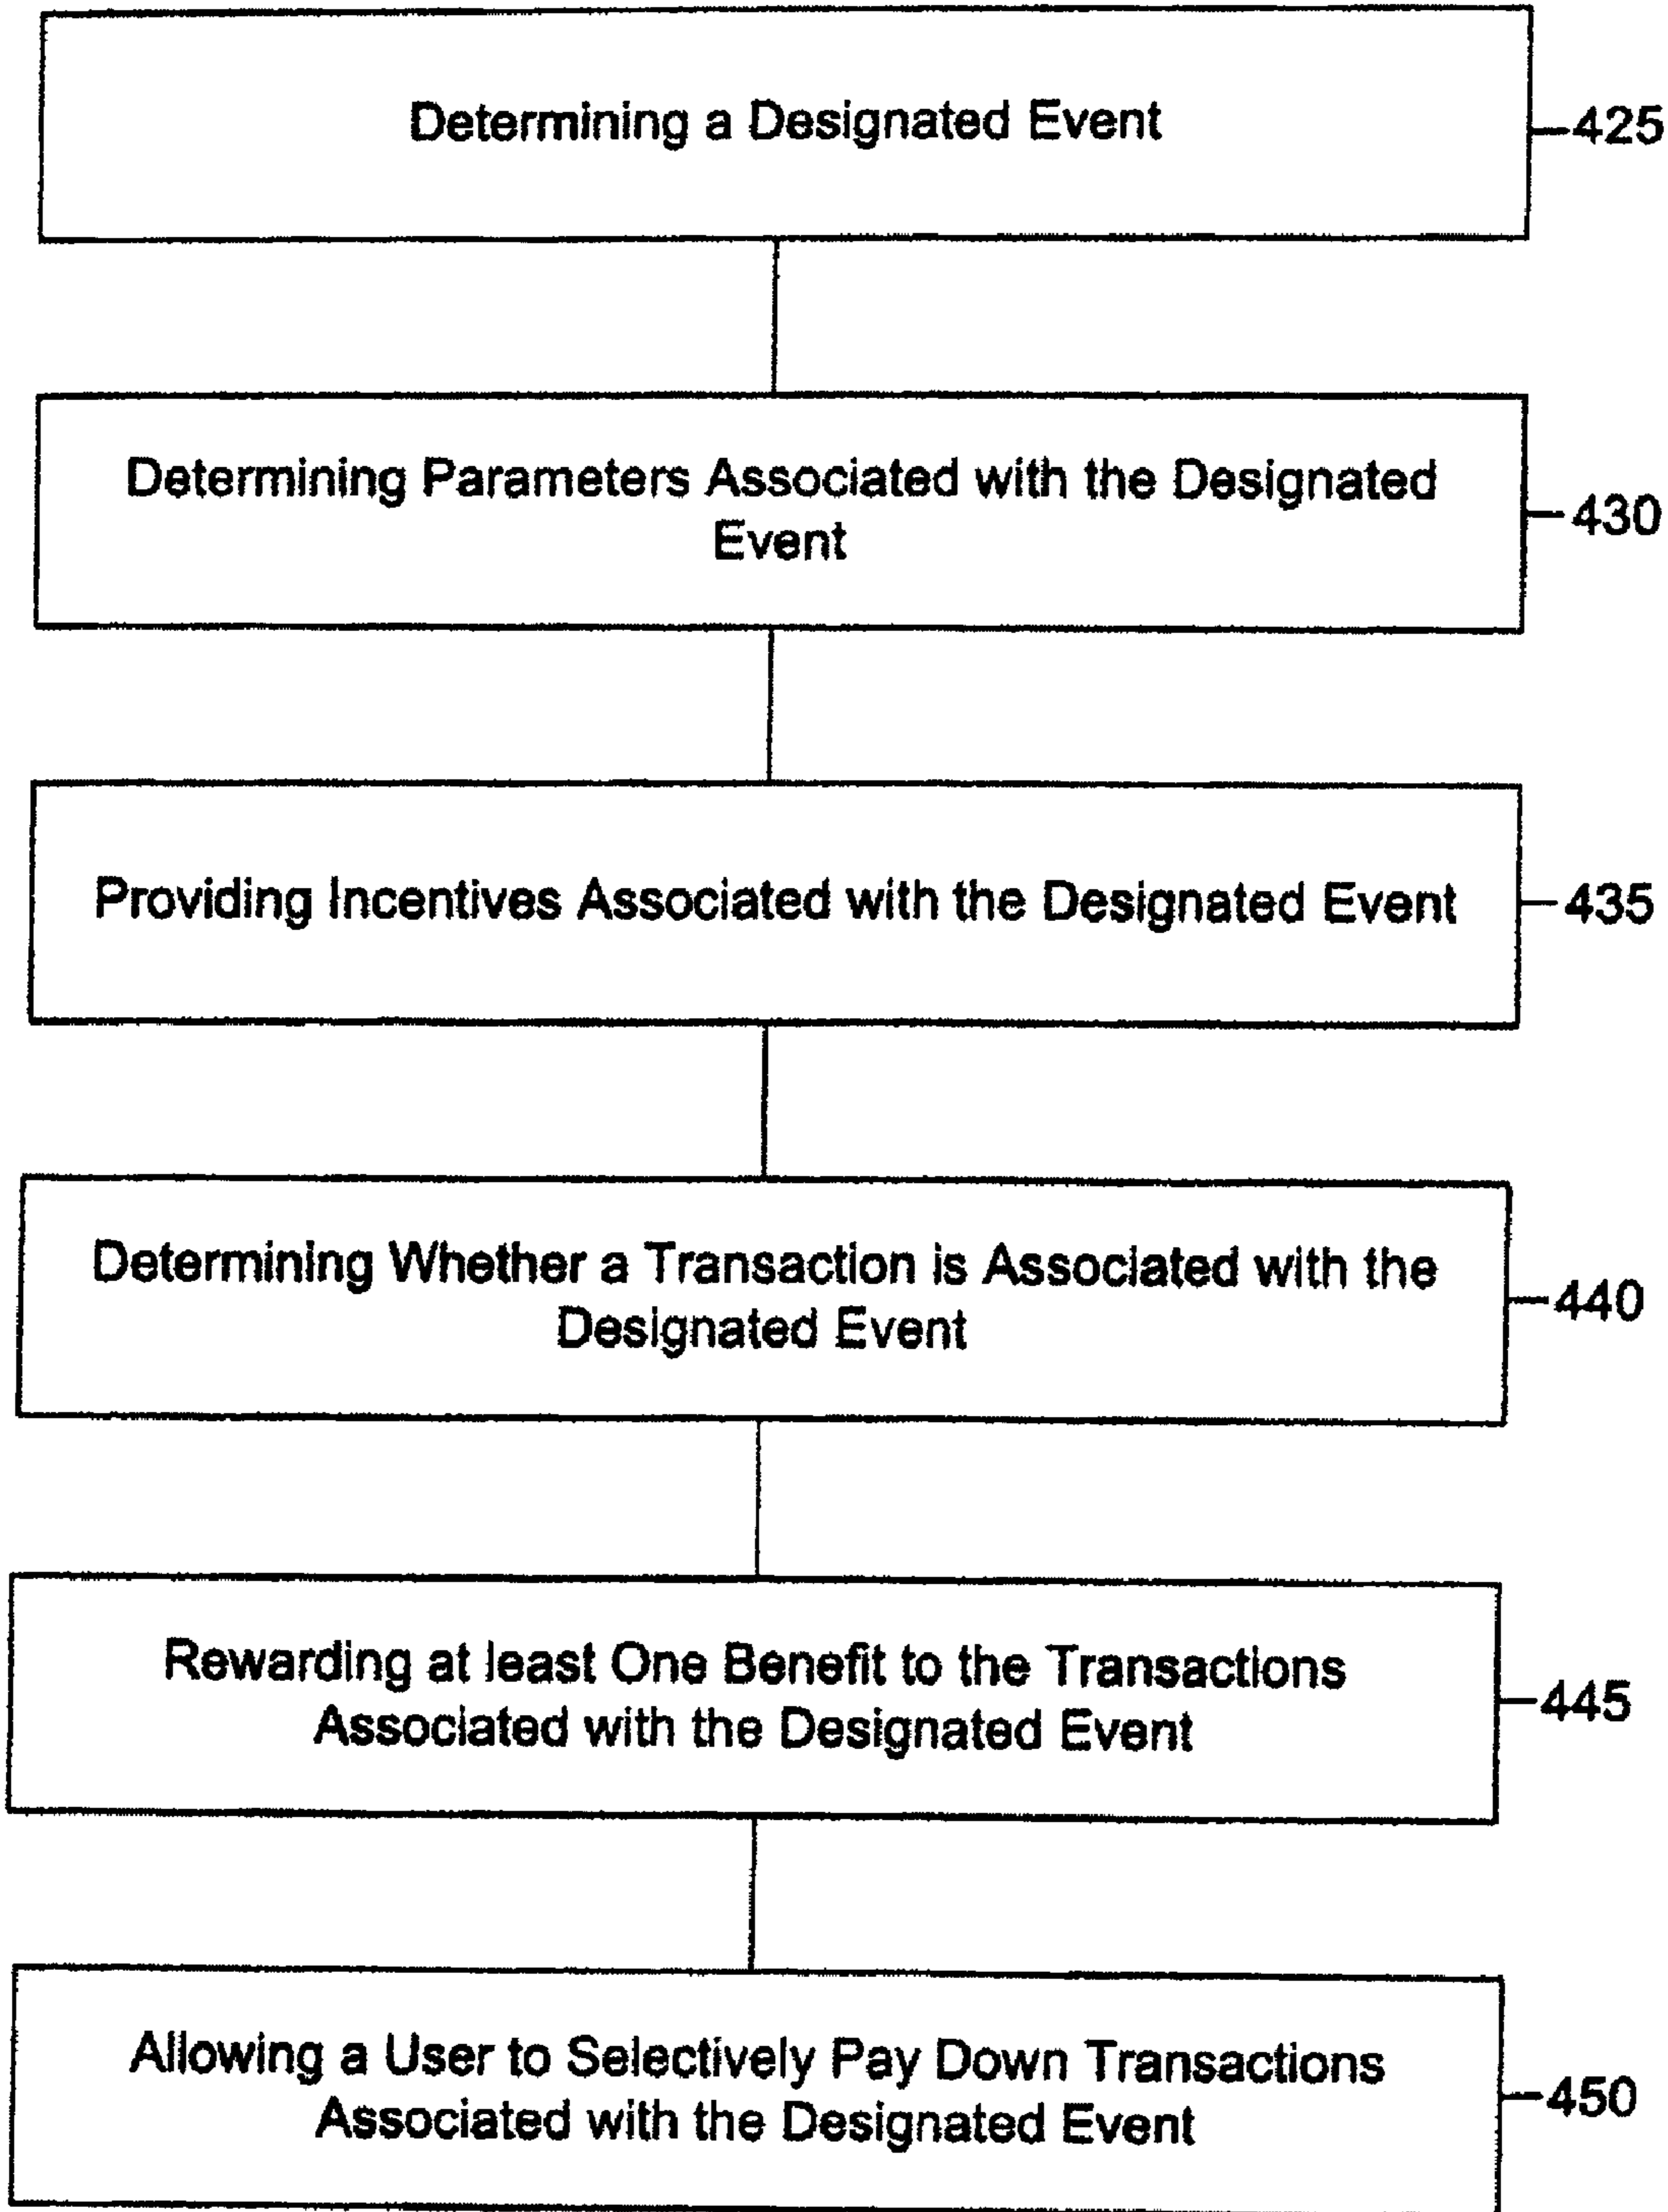 Determining a Designated Event
425
Determining Parameters Associated with the Designated
Event
430
Providing Incentives Associated with the Designated Event
435
Determining Whether a Transaction is Associated with the
Designated Event
440
Rewarding at least One Benefit to the Transactions
Associated with the Designated Event
445
Allowing a User to Selectively Pay Down Transactions
Associated with the Designated Event
450